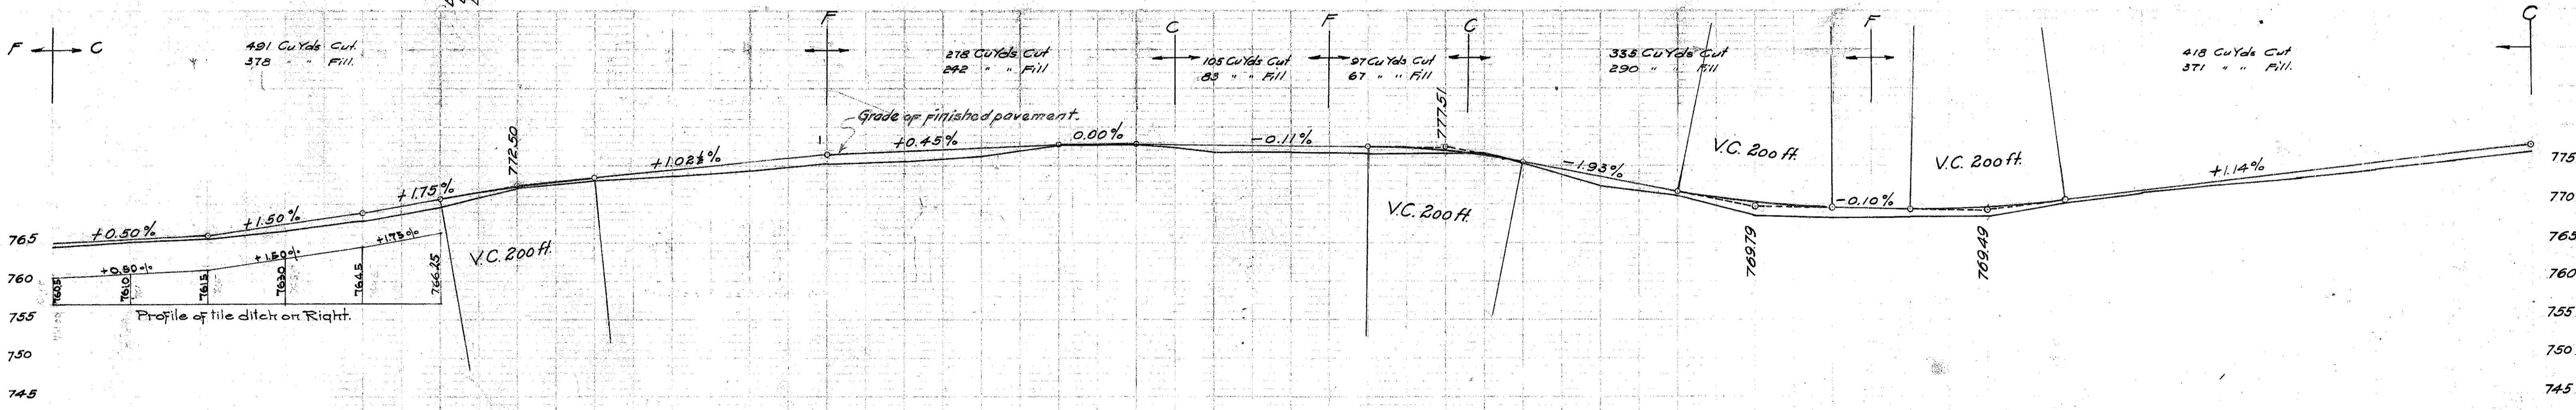 F C
491 Cu Yds Cut.
378 " " Fill.
F
278 Cu Yds Cut
242 " " Fill
C
105 Cu Yds Cut
83 " " Fill
F
97 Cu Yds Cut
67 " " Fill
C
335 Cu Yds Cut
290 " " Fill
F
418 Cu Yds Cut
371 " " Fill.
C
Grade of finished pavement.
+0.50%
+1.50%
+1.75%
772.50
+1.02½%
+0.45%
0.00%
-0.11%
777.51
-1.93%
V.C. 200 ft.
-0.10%
V.C. 200 ft.
+1.14%
V.C. 200 ft.
V.C. 200 ft.
769.79
769.49
+0.50%
+1.50%
+1.75%
760.5
761.0
761.5
763.0
764.5
766.25
Profile of tile ditch on Right.
765
760
755
750
745
775
770
765
760
755
750
745